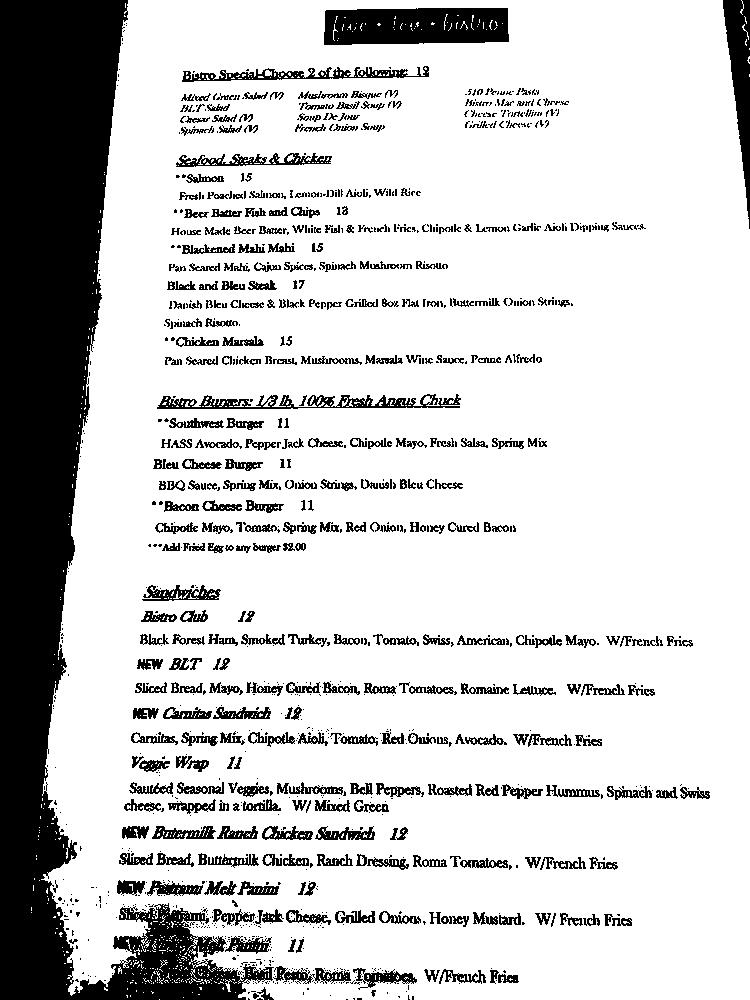 five • ten • bistro
Bistro Special-Choose 2 of the following: 12
Mixed Green Salad (V) Mushroom Bisque (V) 510 Penne Pasta
BLT Salad Tomato Basil Soup (V) Bistro Mac and Cheese
Caesar Salad (V) Soup De Jour Cheese Tortellini (V)
Spinach Salad (V) French Onion Soup Grilled Cheese (V)
Seafood, Steaks & Chicken
**Salmon 15
Fresh Poached Salmon, Lemon-Dill Aioli, Wild Rice
**Beer Batter Fish and Chips 13
House Made Beer Batter, White Fish & French Fries, Chipotle & Lemon Garlic Aioli Dipping Sauces.
**Blackened Mahi Mahi 15
Pan Seared Mahi, Cajun Spices, Spinach Mushroom Risotto
Black and Bleu Steak 17
Danish Bleu Cheese & Black Pepper Grilled 8oz Flat Iron, Buttermilk Onion Strings,
Spinach Risotto.
**Chicken Marsala 15
Pan Seared Chicken Breast, Mushrooms, Marsala Wine Sauce, Penne Alfredo
Bistro Burgers: 1/3 lb, 100% Fresh Angus Chuck
**Southwest Burger 11
HASS Avocado, Pepper Jack Cheese, Chipotle Mayo, Fresh Salsa, Spring Mix
Bleu Cheese Burger 11
BBQ Sauce, Spring Mix, Onion Strings, Danish Bleu Cheese
**Bacon Cheese Burger 11
Chipotle Mayo, Tomato, Spring Mix, Red Onion, Honey Cured Bacon
***Add Fried Egg to any burger $2.00
Sandwiches
Bistro Club 12
Black Forest Ham, Smoked Turkey, Bacon, Tomato, Swiss, American, Chipotle Mayo. W/French Fries
NEW BLT 12
Sliced Bread, Mayo, Honey Cured Bacon, Roma Tomatoes, Romaine Lettuce. W/French Fries
NEW Carnitas Sandwich 12
Carnitas, Spring Mix, Chipotle Aioli, Tomato, Red Onions, Avocado. W/French Fries
Veggie Wrap 11
Sautéed Seasonal Veggies, Mushrooms, Bell Peppers, Roasted Red Pepper Hummus, Spinach and Swiss
cheese, wrapped in a tortilla. W/ Mixed Green
NEW Butermilk Ranch Chicken Sandwich 12
Sliced Bread, Buttermilk Chicken, Ranch Dressing, Roma Tomatoes, . W/French Fries
NEW Pastrami Melt Panini 12
Sliced Pastrami, Pepper Jack Cheese, Grilled Onions, Honey Mustard. W/ French Fries
NEW Melt Panini 11
Cheese, Basil Pesto, Roma Tomatoes. W/French Fries